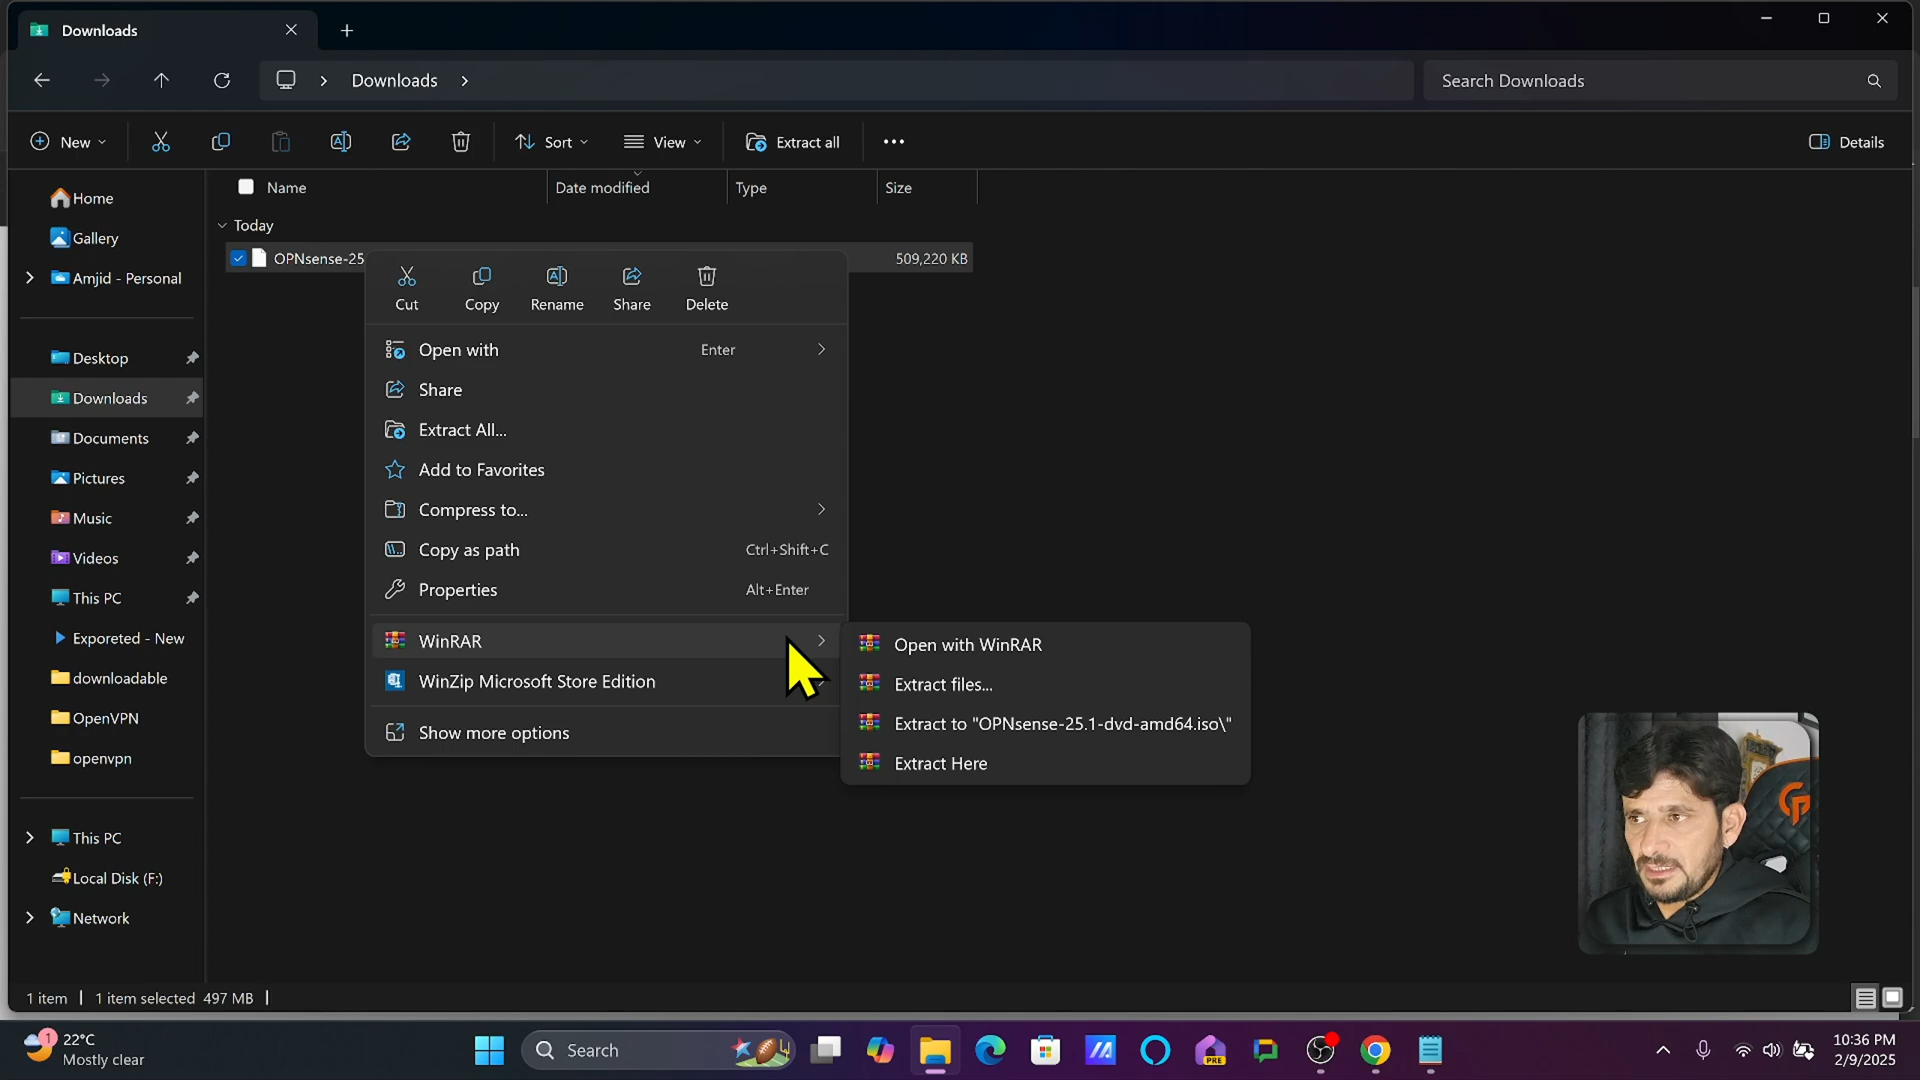 Downloads
Downloads
Search Downloads
New
Sort
View
Extract all
Details
Name
Date modified
Type
Size
Home
Gallery
Amjid - Personal
Desktop
Downloads
Documents
Pictures
Music
Videos
This PC
Exporeted - New
downloadable
OpenVPN
openvpn
This PC
Local Disk (F:)
Network
Today
OPNsense-25
509,220 KB
Cut
Copy
Rename
Share
Delete
Open with Enter
Share
Extract All...
Add to Favorites
Compress to...
Copy as path Ctrl+Shift+C
Properties Alt+Enter
WinRAR
WinZip Microsoft Store Edition
Show more options
Open with WinRAR
Extract files...
Extract to "OPNsense-25.1-dvd-amd64.iso\"
Extract Here
1 item
1 item selected 497 MB
1
22°C
Mostly clear
Search
PRE
10:36 PM
2/9/2025